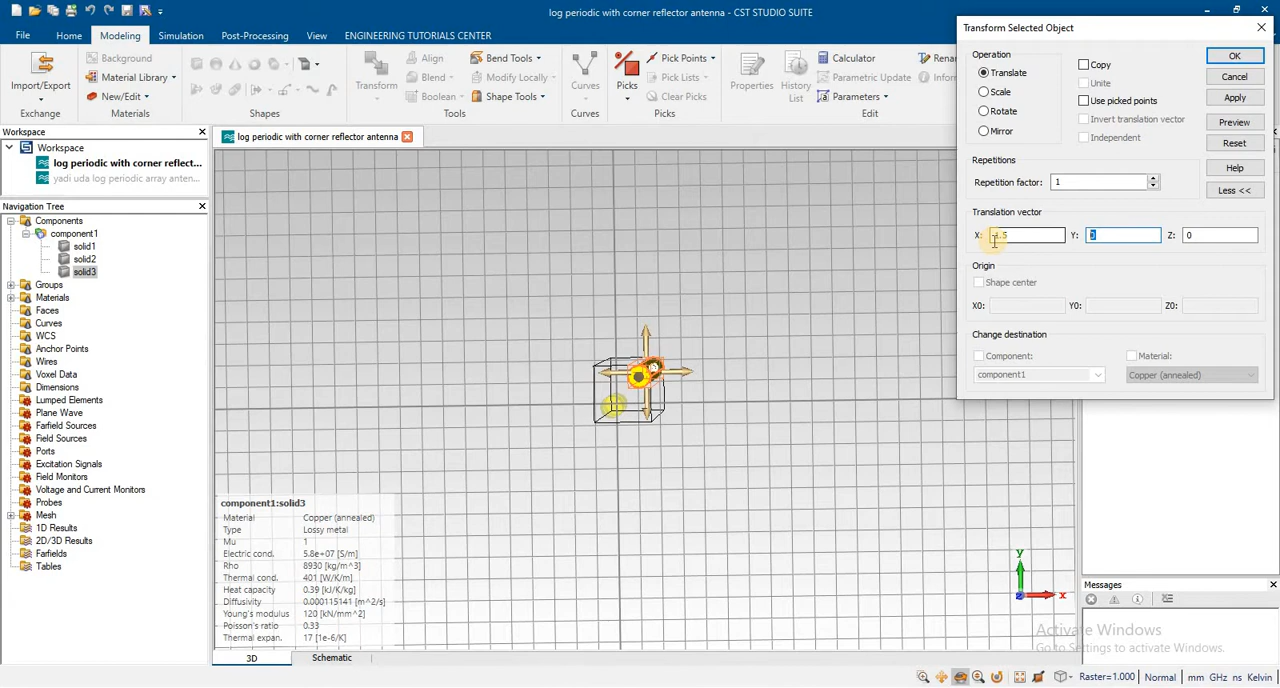 log periodic with corner reflector antenna - CST STUDIO SUITE
File Home Modeling Simulation Post-Processing View ENGINEERING TUTORIALS CENTER
Import/Export
Exchange
Background
Material Library
New/Edit
Materials
Shapes
Transform
Align
Blend
Boolean
Bend Tools
Modify Locally
Shape Tools
Tools
Curves
Curves
Picks
Pick Points
Pick Lists
Clear Picks
Picks
Properties
History List
Calculator
Parametric Update
Parameters
Edit
Workspace
Workspace
log periodic with corner reflect...
yadi uda log periodic array anten...
Navigation Tree
Components
component1
solid1
solid2
solid3
Groups
Materials
Faces
Curves
WCS
Anchor Points
Wires
Voxel Data
Dimensions
Lumped Elements
Plane Wave
Farfield Sources
Field Sources
Ports
Excitation Signals
Field Monitors
Voltage and Current Monitors
Probes
Mesh
1D Results
2D/3D Results
Farfields
Tables
log periodic with corner reflector antenna
component1:solid3
Material Copper (annealed)
Type Lossy metal
Mu 1
Electric cond. 5.8e+07 [S/m]
Rho 8930 [kg/m^3]
Thermal cond. 401 [W/K/m]
Heat capacity 0.39 [kJ/K/kg]
Diffusivity 0.000115141 [m^2/s]
Young's modulus 120 [kN/mm^2]
Poisson's ratio 0.33
Thermal expan. 17 [1e-6/K]
y
x
z
3D Schematic
Transform Selected Object
Operation
Translate
Scale
Rotate
Mirror
Copy
Unite
Use picked points
Invert translation vector
Independent
OK
Cancel
Apply
Preview
Reset
Help
Less <<
Repetitions
Repetition factor: 1
Translation vector
X: Y: 0 Z: 0
Origin
Shape center
X0: Y0: Z0:
Change destination
Component: Material:
component1 Copper (annealed)
Messages
Activate Windows
Go to Settings to activate Windows.
Raster=1.000 Normal mm GHz ns Kelvin